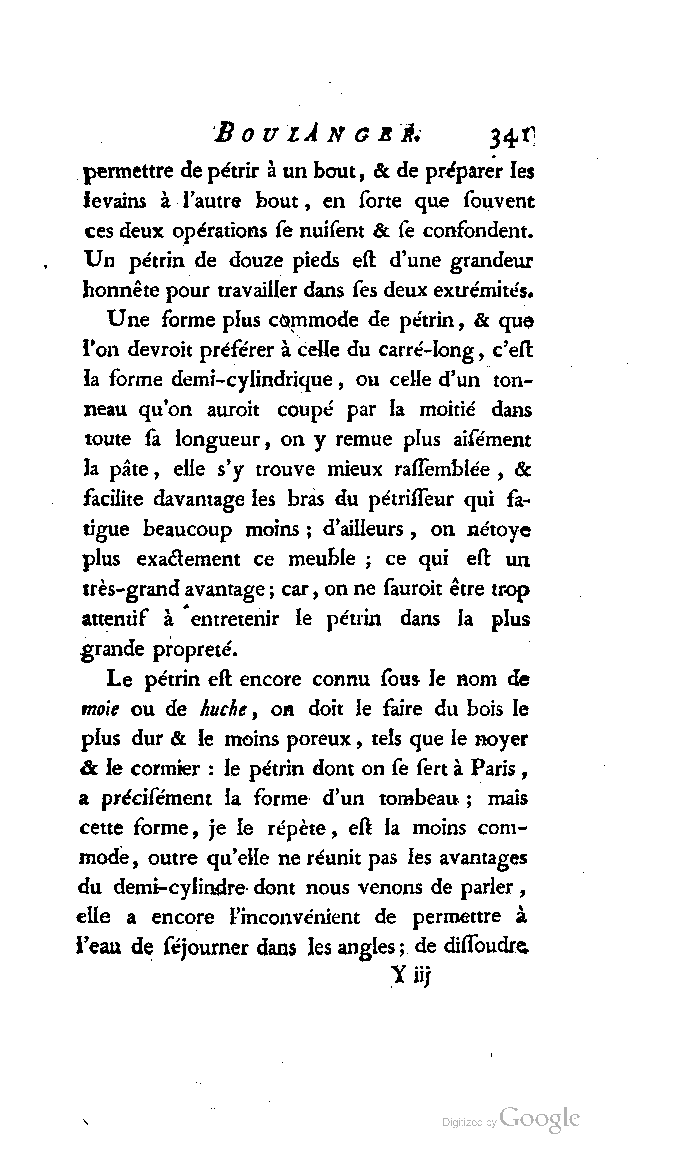 BOULANGER. 341
permettre de pétrir à un bout, & de préparer les
levains à l'autre bout, en ſorte que ſouvent
ces deux opérations ſe nuiſent & ſe confondent.
Un pétrin de douze pieds eſt d'une grandeur
honnête pour travailler dans ſes deux extrémités.
Une forme plus commode de pétrin, & que
l'on devroit préférer à celle du carré-long, c'eſt
la forme demi-cylindrique, ou celle d'un ton-
neau qu'on auroit coupé par la moitié dans
toute ſa longueur, on y remue plus aiſément
la pâte, elle s'y trouve mieux raſſemblée, &
facilite davantage les bras du pétriſſeur qui fa-
tigue beaucoup moins; d'ailleurs, on nétoye
plus exactement ce meuble; ce qui eſt un
très-grand avantage; car, on ne ſauroit être trop
attentif à entretenir le pétrin dans la plus
grande propreté.
Le pétrin eſt encore connu ſous le nom de
moie ou de huche, on doit le faire du bois le
plus dur & le moins poreux, tels que le noyer
& le cormier : le pétrin dont on ſe ſert à Paris,
a préciſément la forme d'un tombeau; mais
cette forme, je le répète, eſt la moins com-
mode, outre qu'elle ne réunit pas les avantages
du demi-cylindre dont nous venons de parler,
elle a encore l'inconvénient de permettre à
l'eau de ſéjourner dans les angles; de diſſoudre
Y iij
Digitized by Google